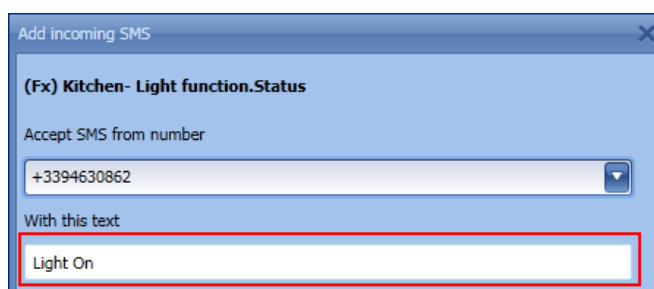 Add incoming SMS
(Fx) Kitchen- Light function.Status
Accept SMS from number
+3394630862
With this text
Light On